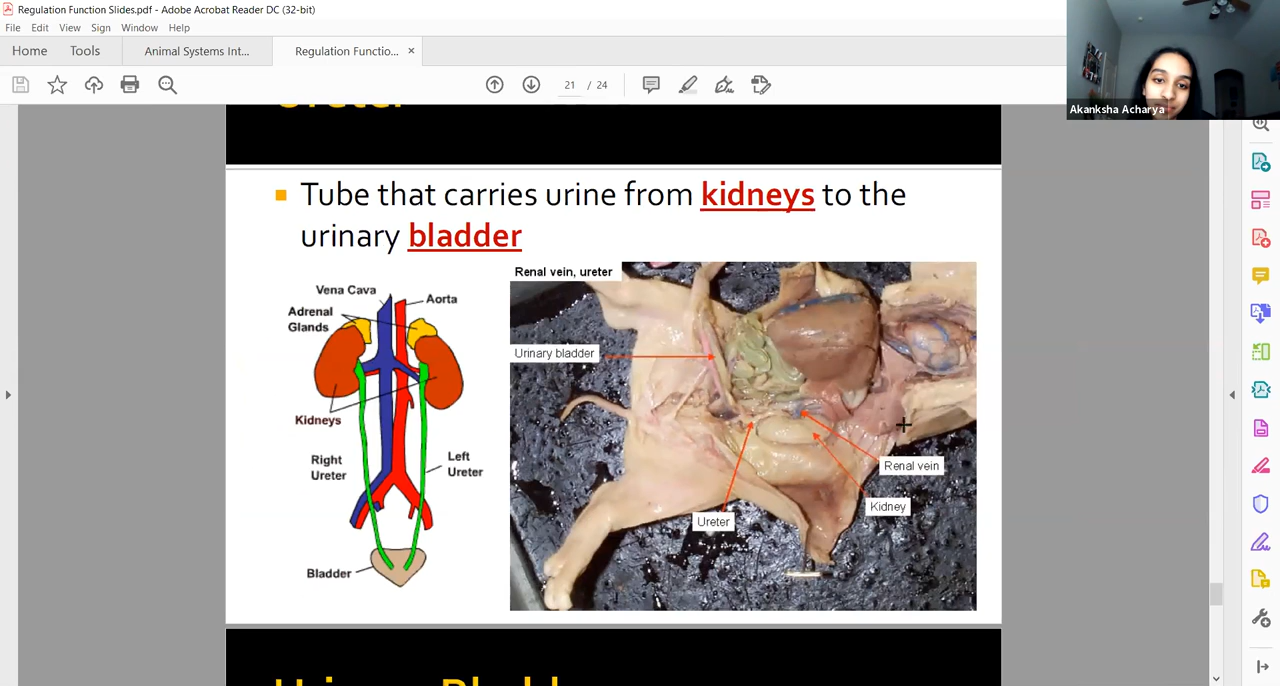 Regulation Function Slides.pdf - Adobe Acrobat Reader DC (32-bit)
File Edit View Sign Window Help
Home Tools Animal Systems Int... Regulation Functio... ×
21 / 24
Akanksha Acharya
Ureter
Tube that carries urine from kidneys to the
urinary bladder
Vena Cava
Aorta
Adrenal
Glands
Kidneys
Right
Ureter
Left
Ureter
Bladder
Renal vein, ureter
Urinary bladder
Renal vein
Kidney
Ureter
Urinary Bladder